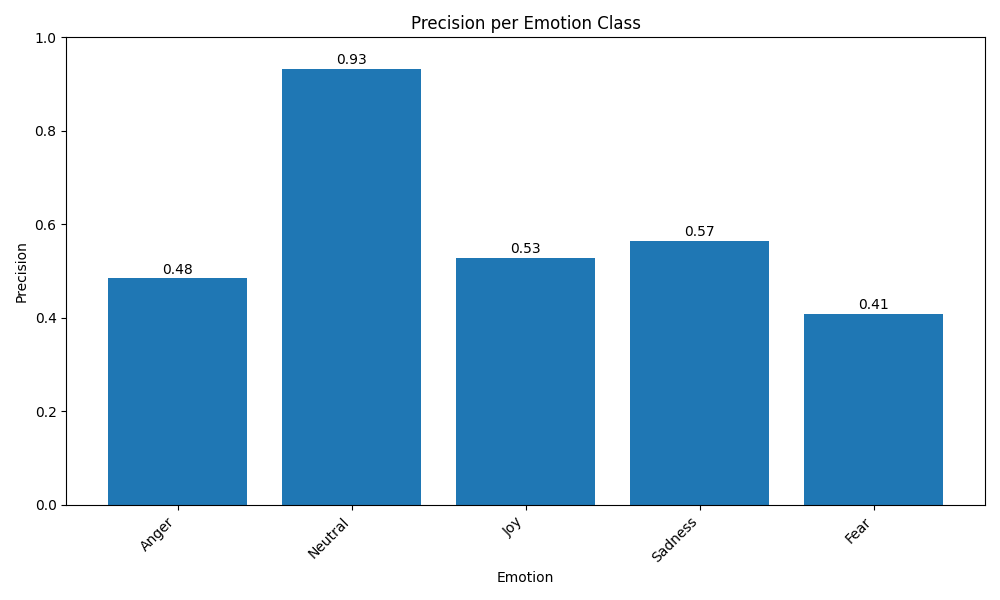 Precision per Emotion Class
Precision
1.0
0.8
0.6
0.4
0.2
0.0
0.48
0.93
0.53
0.57
0.41
Anger
Neutral
Joy
Sadness
Fear
Emotion